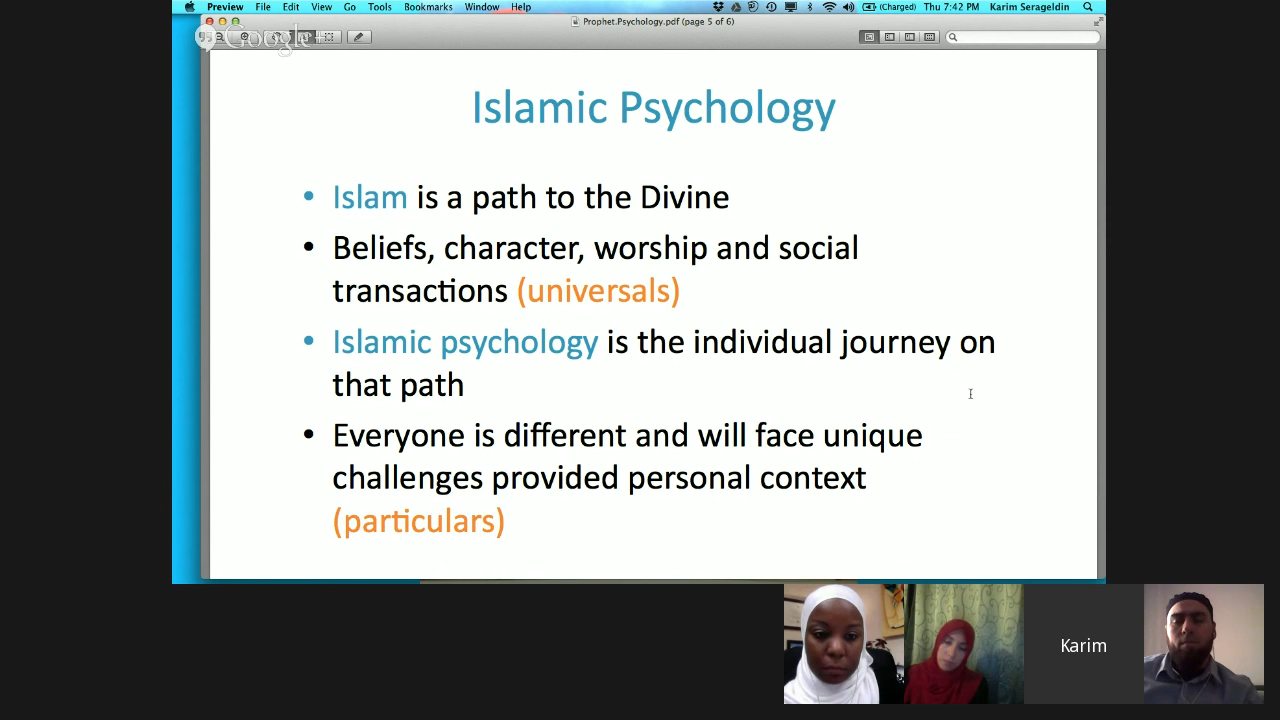 Preview File Edit View Go Tools Bookmarks Window Help (Charged) Thu 7:42 PM Karim Serageldin
Prophet.Psychology.pdf (page 5 of 6)
Google+
Islamic Psychology
• Islam is a path to the Divine
• Beliefs, character, worship and social
transactions (universals)
• Islamic psychology is the individual journey on
that path
• Everyone is different and will face unique
challenges provided personal context
(particulars)
Karim